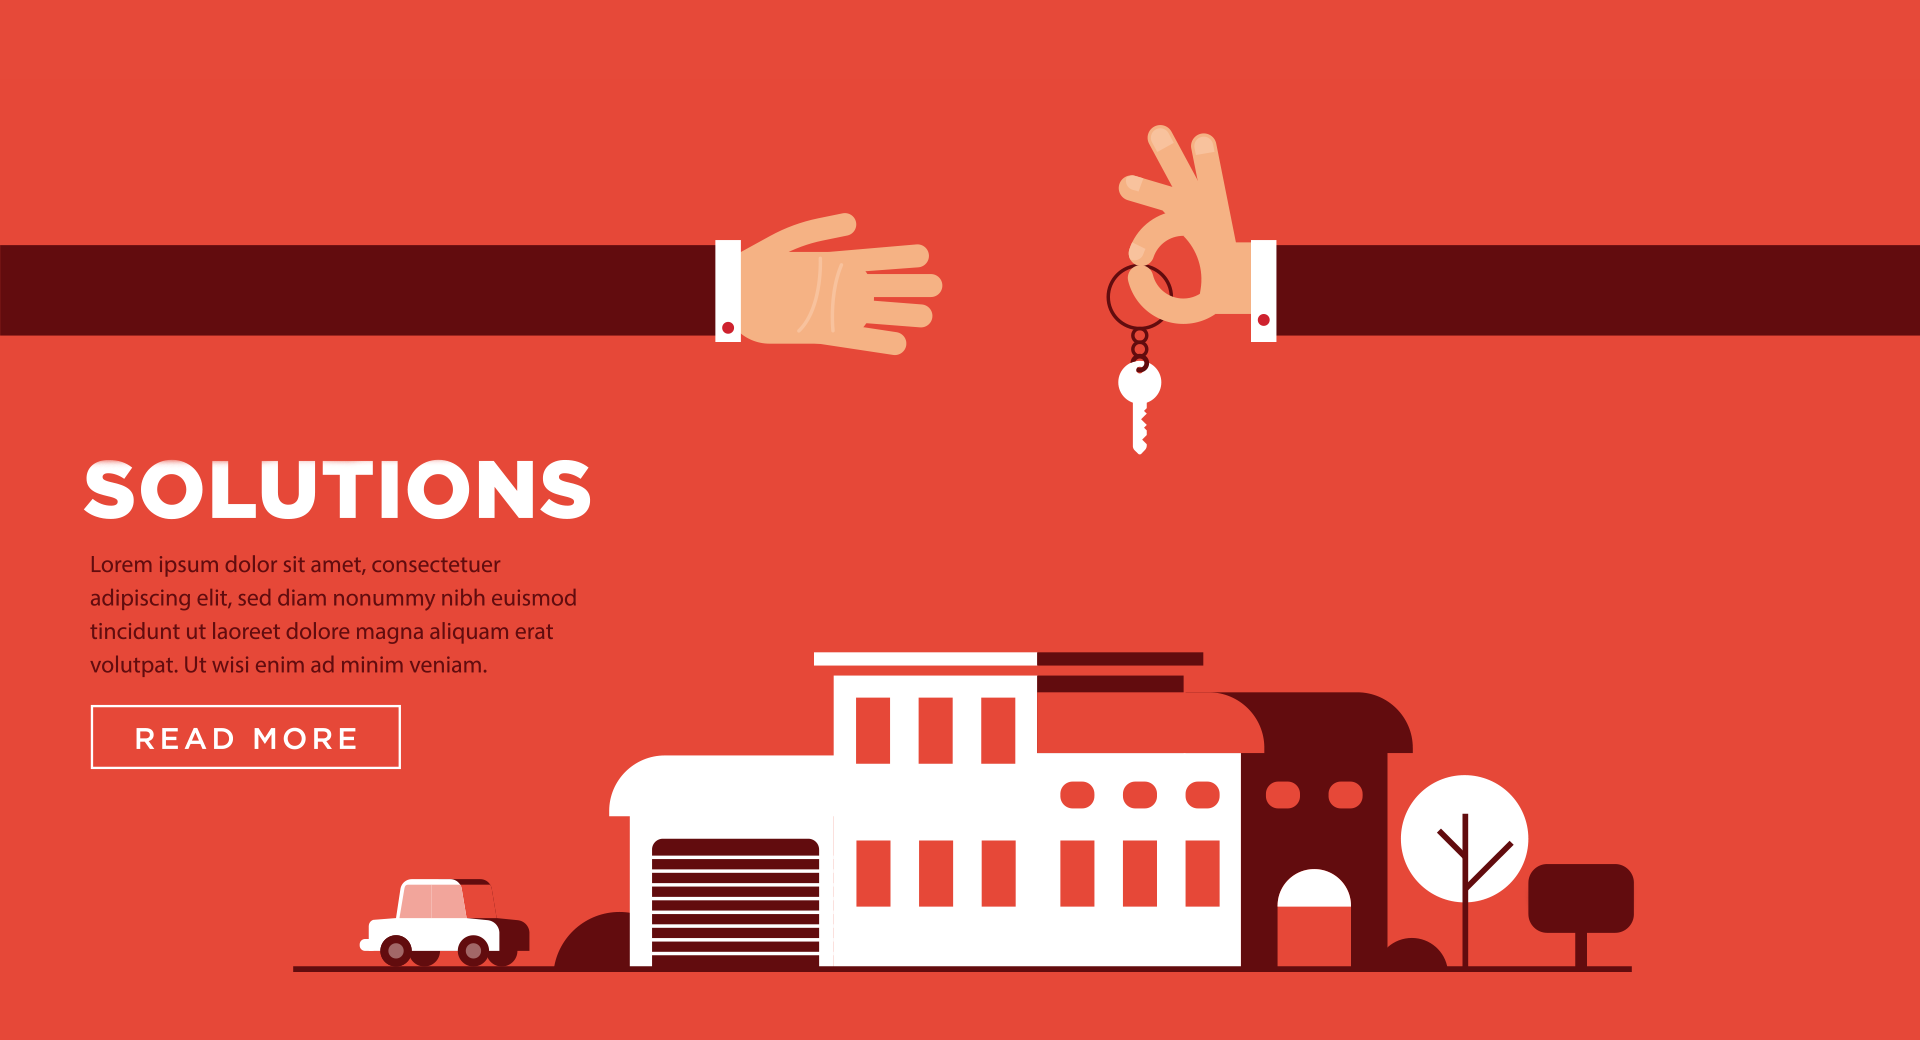 SOLUTIONS
Lorem ipsum dolor sit amet, consectetuer
adipiscing elit, sed diam nonummy nibh euismod
tincidunt ut laoreet dolore magna aliquam erat
volutpat. Ut wisi enim ad minim veniam.
READ MORE